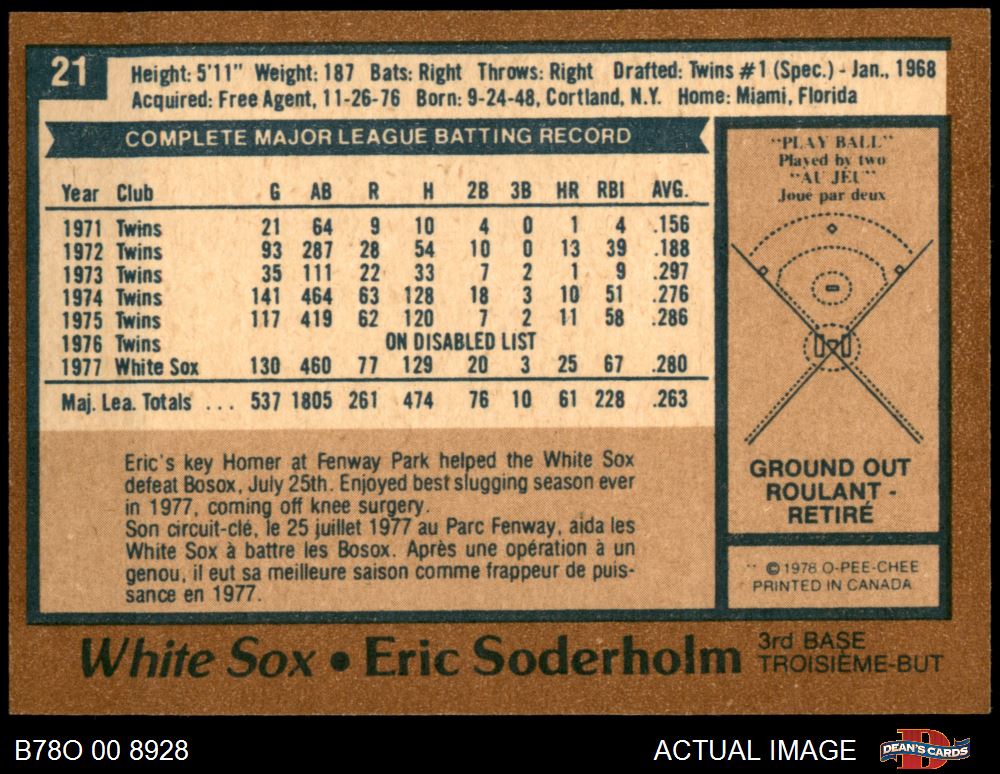 21
Height: 5'11" Weight: 187 Bats: Right Throws: Right Drafted: Twins #1 (Spec.) - Jan., 1968
Acquired: Free Agent, 11-26-76 Born: 9-24-48, Cortland, N.Y. Home: Miami, Florida
COMPLETE MAJOR LEAGUE BATTING RECORD
Year Club G AB R H 2B 3B HR RBI AVG.
1971 Twins 21 64 9 10 4 0 1 4 .156
1972 Twins 93 287 28 54 10 0 13 39 .188
1973 Twins 35 111 22 33 7 2 1 9 .297
1974 Twins 141 464 63 128 18 3 10 51 .276
1975 Twins 117 419 62 120 7 2 11 58 .286
1976 Twins ON DISABLED LIST
1977 White Sox 130 460 77 129 20 3 25 67 .280
Maj. Lea. Totals ... 537 1805 261 474 76 10 61 228 .263
Eric's key Homer at Fenway Park helped the White Sox
defeat Bosox, July 25th. Enjoyed best slugging season ever
in 1977, coming off knee surgery.
Son circuit-clé, le 25 juillet 1977 au Parc Fenway, aida les
White Sox à battre les Bosox. Après une opération à un
genou, il eut sa meilleure saison comme frappeur de puis-
sance en 1977.
"PLAY BALL"
Played by two
"AU JEU"
Joué par deux
GROUND OUT
ROULANT -
RETIRÉ
© 1978 O-PEE-CHEE
PRINTED IN CANADA
White Sox • Eric Soderholm
3rd BASE
TROISIÈME-BUT
B78O 00 8928
ACTUAL IMAGE
DEAN'S CARDS